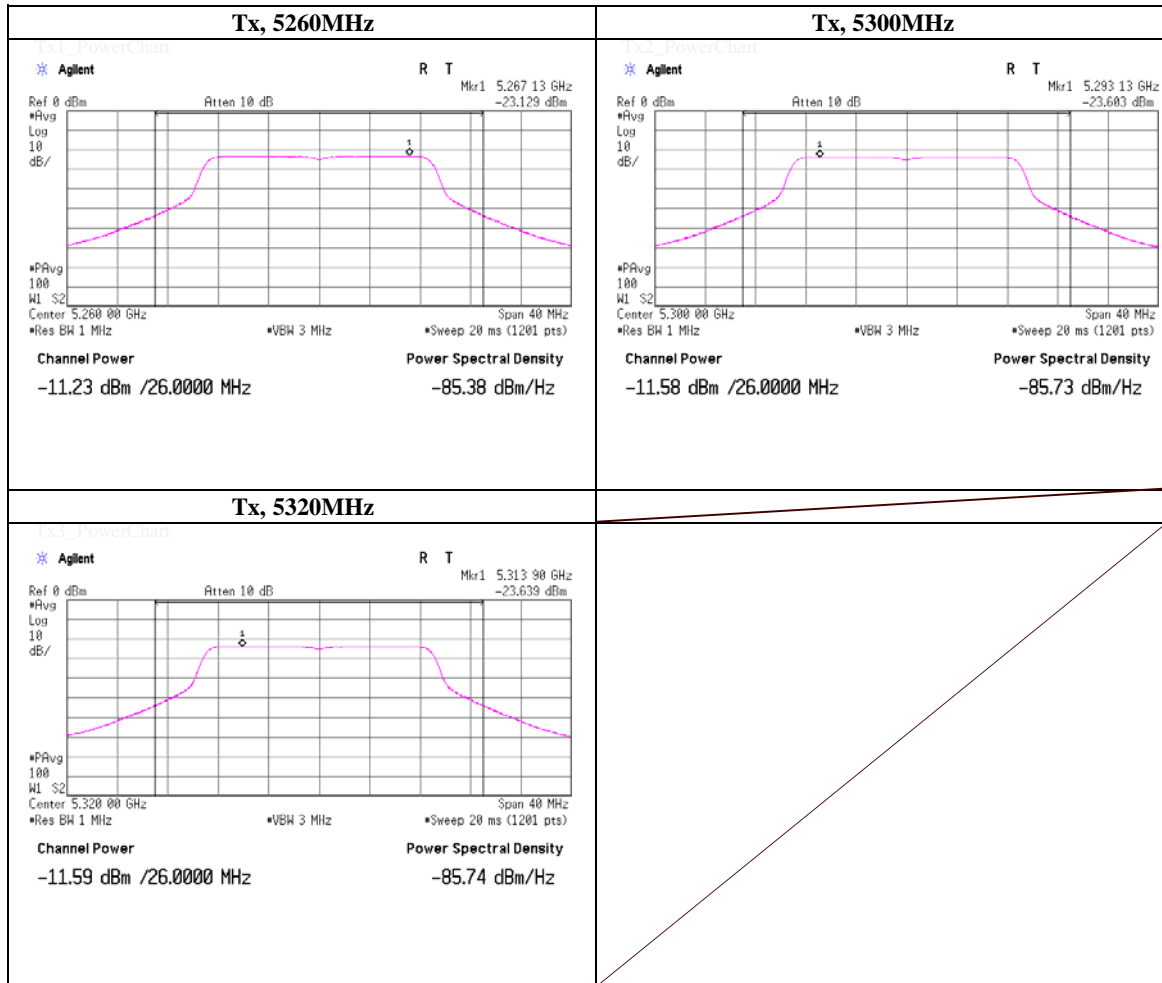 Tx, 5260MHz
Tx, 5300MHz
Tx1_PowerChart
Agilent
R T
Mkr1 5.267 13 GHz
Ref 0 dBm
Atten 10 dB
-23.129 dBm
#Avg
Log
10
dB/
1
#PAvg
100
W1 S2
Center 5.260 00 GHz
Span 40 MHz
#Res BW 1 MHz
#VBW 3 MHz
#Sweep 20 ms (1201 pts)
Channel Power
Power Spectral Density
-11.23 dBm /26.0000 MHz
-85.38 dBm/Hz
Tx2_PowerChart
Agilent
R T
Mkr1 5.293 13 GHz
Ref 0 dBm
Atten 10 dB
-23.603 dBm
#Avg
Log
10
dB/
1
#PAvg
100
W1 S2
Center 5.300 00 GHz
Span 40 MHz
#Res BW 1 MHz
#VBW 3 MHz
#Sweep 20 ms (1201 pts)
Channel Power
Power Spectral Density
-11.58 dBm /26.0000 MHz
-85.73 dBm/Hz
Tx, 5320MHz
Tx3_PowerChart
Agilent
R T
Mkr1 5.313 90 GHz
Ref 0 dBm
Atten 10 dB
-23.639 dBm
#Avg
Log
10
dB/
1
#PAvg
100
W1 S2
Center 5.320 00 GHz
Span 40 MHz
#Res BW 1 MHz
#VBW 3 MHz
#Sweep 20 ms (1201 pts)
Channel Power
Power Spectral Density
-11.59 dBm /26.0000 MHz
-85.74 dBm/Hz